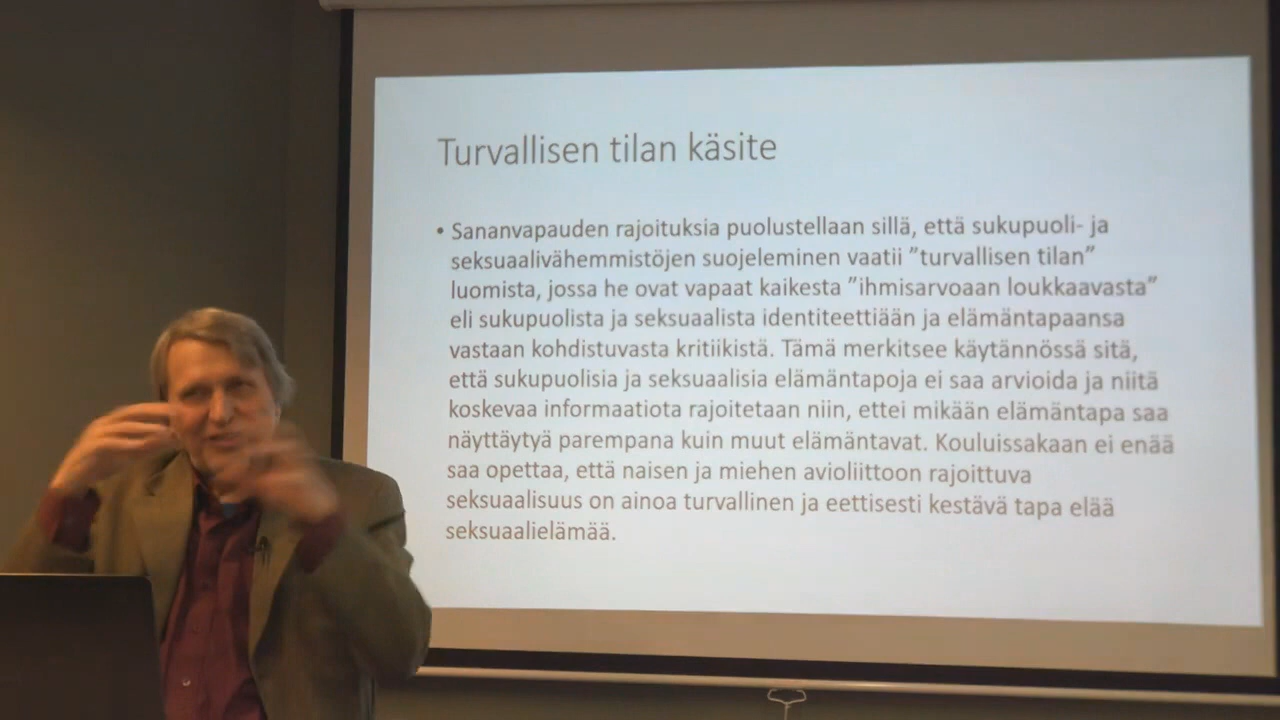 Turvallisen tilan käsite
• Sananvapauden rajoituksia puolustellaan sillä, että sukupuoli- ja
seksuaalivähemmistöjen suojeleminen vaatii ”turvallisen tilan”
luomista, jossa he ovat vapaat kaikesta ”ihmisarvoaan loukkaavasta”
eli sukupuolista ja seksuaalista identiteettiään ja elämäntapaansa
vastaan kohdistuvasta kritiikistä. Tämä merkitsee käytännössä sitä,
että sukupuolisia ja seksuaalisia elämäntapoja ei saa arvioida ja niitä
koskevaa informaatiota rajoitetaan niin, ettei mikään elämäntapa saa
näyttäytyä parempana kuin muut elämäntavat. Kouluissakaan ei enää
saa opettaa, että naisen ja miehen avioliittoon rajoittuva
seksuaalisuus on ainoa turvallinen ja eettisesti kestävä tapa elää
seksuaalielämää.